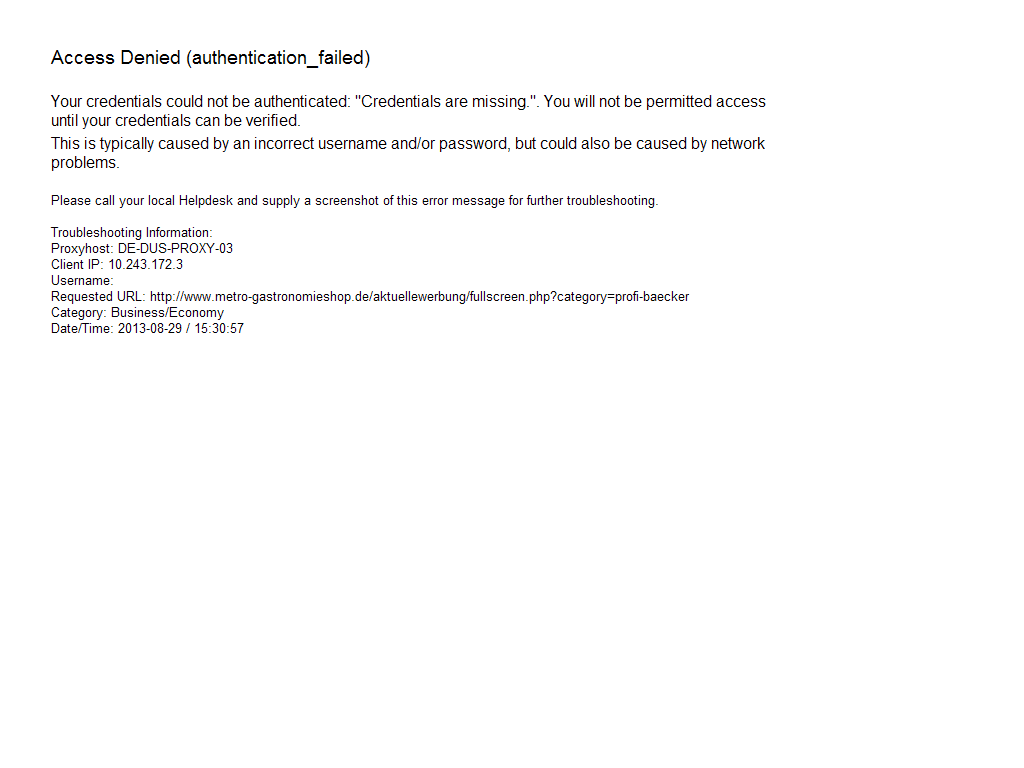 Access Denied (authentication_failed)
Your credentials could not be authenticated: "Credentials are missing.". You will not be permitted access
until your credentials can be verified.
This is typically caused by an incorrect username and/or password, but could also be caused by network
problems.
Please call your local Helpdesk and supply a screenshot of this error message for further troubleshooting.
Troubleshooting Information:
Proxyhost: DE-DUS-PROXY-03
Client IP: 10.243.172.3
Username:
Requested URL: http://www.metro-gastronomieshop.de/aktuellewerbung/fullscreen.php?category=profi-baecker
Category: Business/Economy
Date/Time: 2013-08-29 / 15:30:57